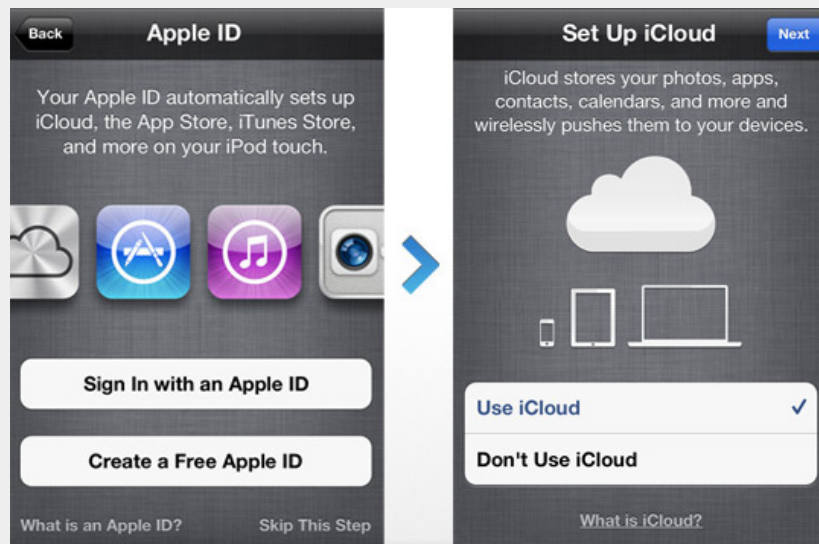 Back
Apple ID
Your Apple ID automatically sets up
iCloud, the App Store, iTunes Store,
and more on your iPod touch.
Sign In with an Apple ID
Create a Free Apple ID
What is an Apple ID?
Skip This Step
Set Up iCloud
Next
iCloud stores your photos, apps,
contacts, calendars, and more and
wirelessly pushes them to your devices.
Use iCloud
Don't Use iCloud
What is iCloud?